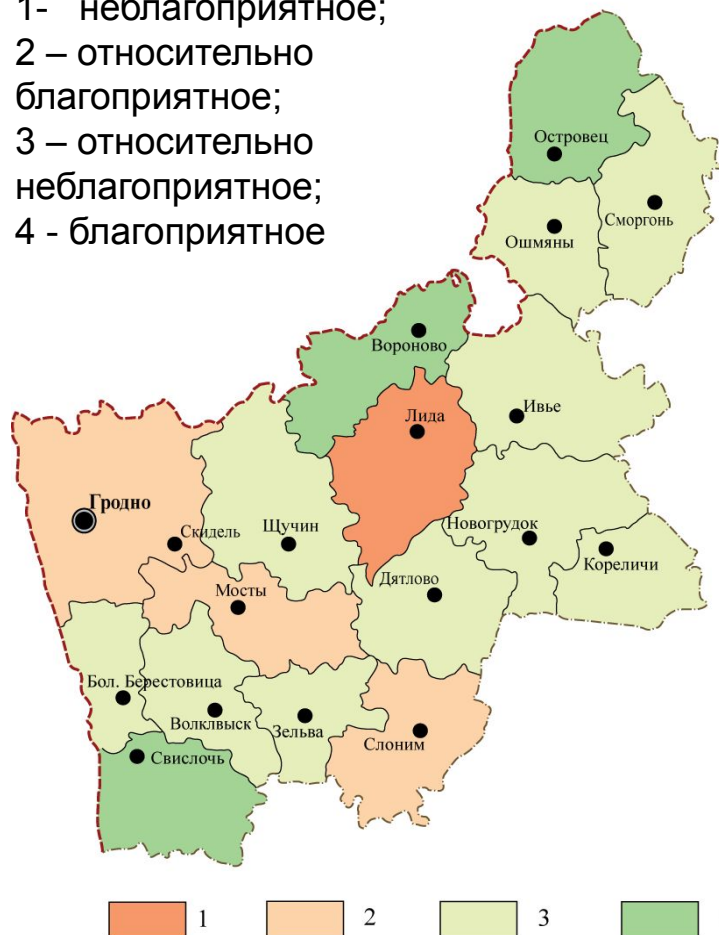 1- неблагоприятное;
2 – относительно
благоприятное;
3 – относительно
неблагоприятное;
4 - благоприятное
Островец
Сморгонь
Ошмяны
Вороново
Лида
Ивье
Гродно
Скидель
Щучин
Новогрудок
Кореличи
Мосты
Дятлово
Бол. Берестовица
Волклвыск
Зельва
Слоним
Свислочь
1 2 3